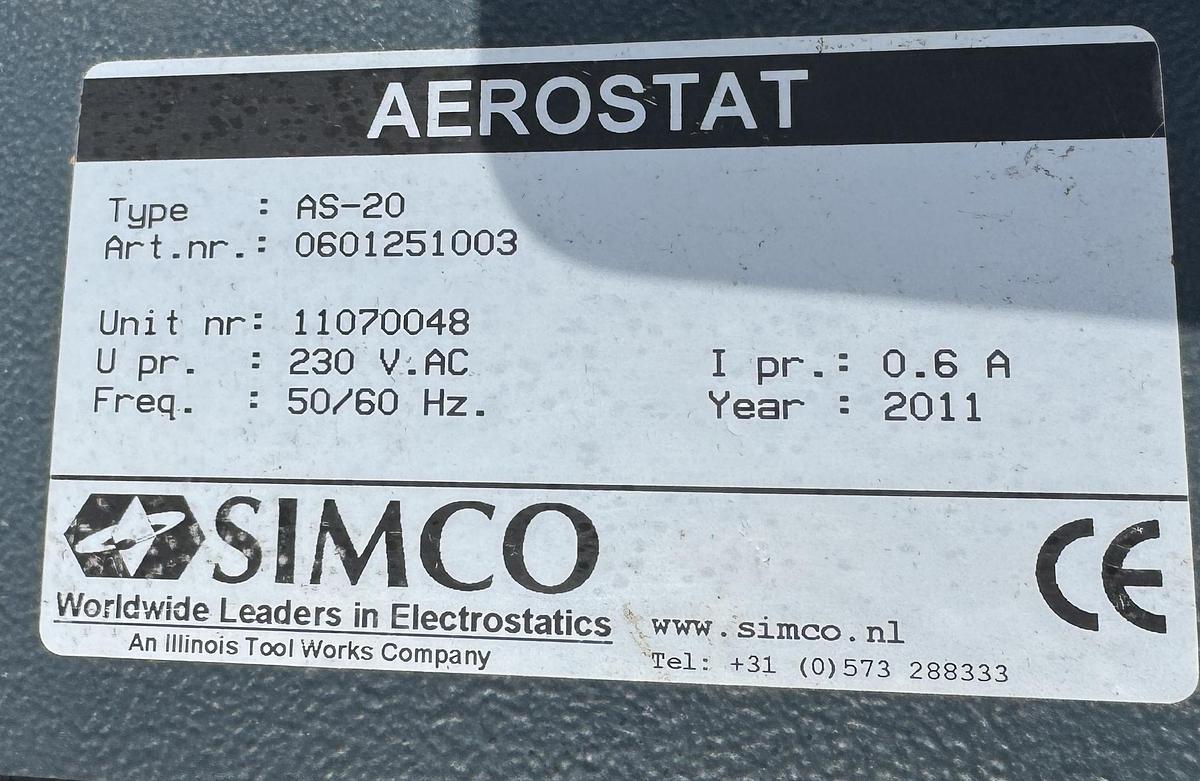 AEROSTAT
Type : AS-20
Art.nr.: 0601251003
Unit nr: 11070048
U pr. : 230 V.AC I pr.: 0.6 A
Freq. : 50/60 Hz. Year : 2011
SIMCO
Worldwide Leaders in Electrostatics
An Illinois Tool Works Company
www.simco.nl
Tel: +31 (0)573 288333
CE